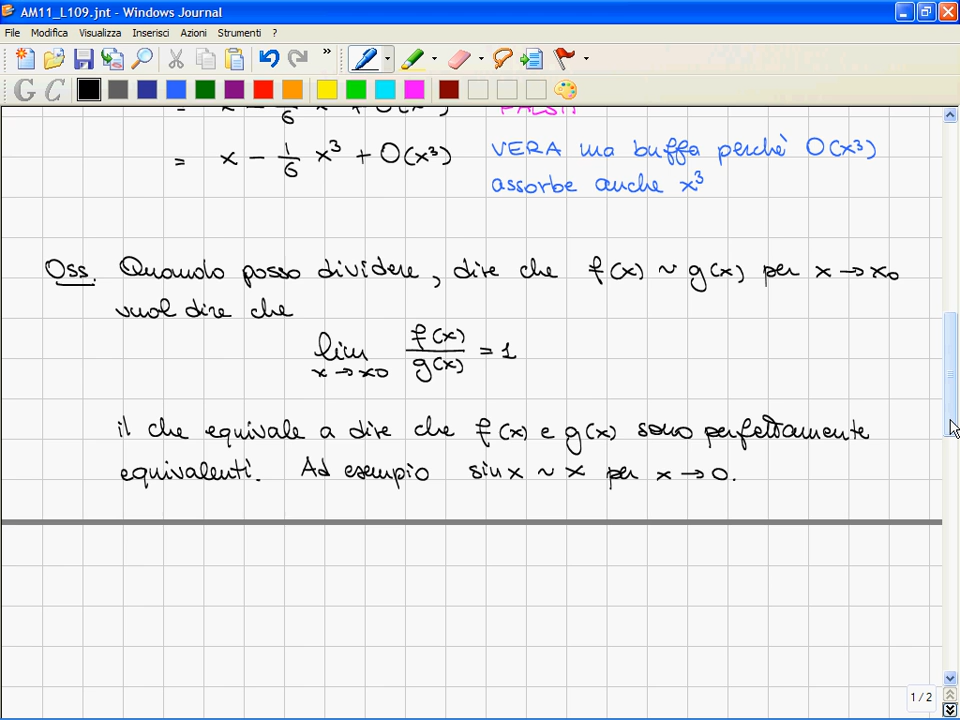 AM11_L109.jnt - Windows Journal
File Modifica Visualizza Inserisci Azioni Strumenti ?
G C
= x - 1/6 x³ + O(x³) VERA ma buffa perchè O(x³)
assorbe anche x³
Oss. Quando posso dividere, dire che f(x) ~ g(x) per x → x0
vuol dire che
lim x→x0 f(x)/g(x) = 1
il che equivale a dire che f(x) e g(x) sono perfettamente
equivalenti. Ad esempio sin x ~ x per x → 0.
1 / 2